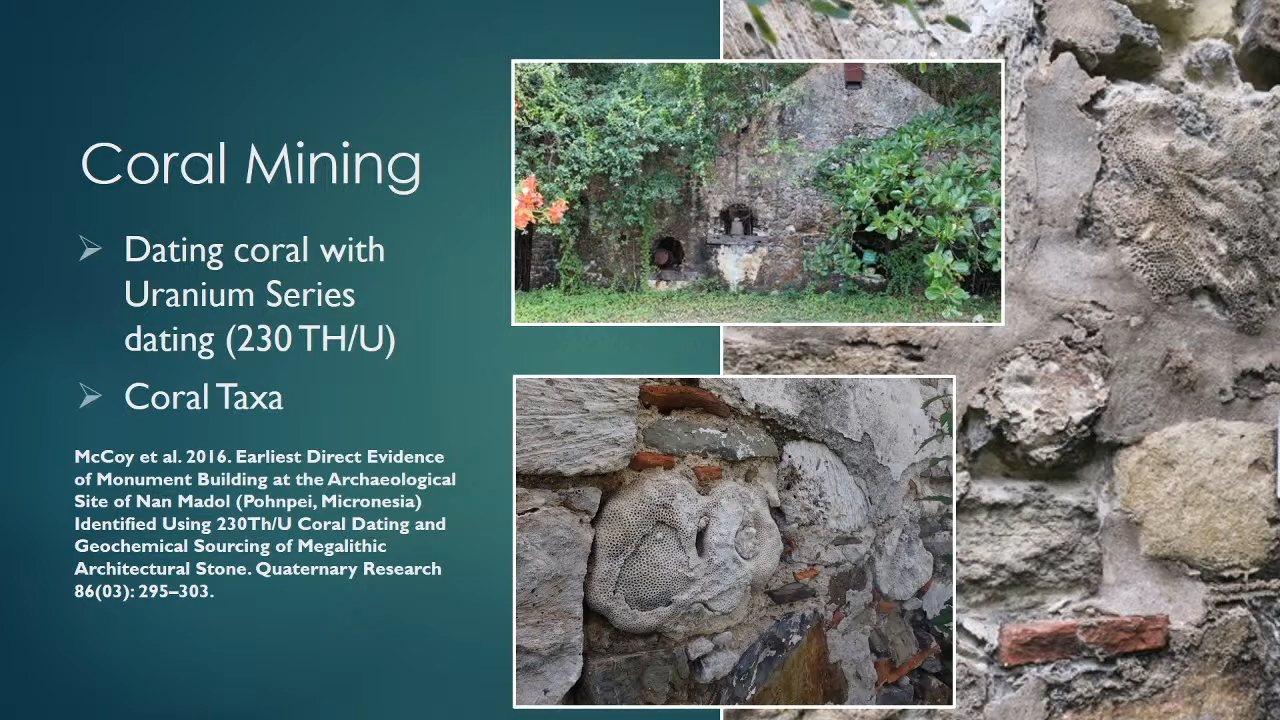 Coral Mining
Dating coral with
Uranium Series
dating (230 TH/U)
Coral Taxa
McCoy et al. 2016. Earliest Direct Evidence
of Monument Building at the Archaeological
Site of Nan Madol (Pohnpei, Micronesia)
Identified Using 230Th/U Coral Dating and
Geochemical Sourcing of Megalithic
Architectural Stone. Quaternary Research
86(03): 295–303.